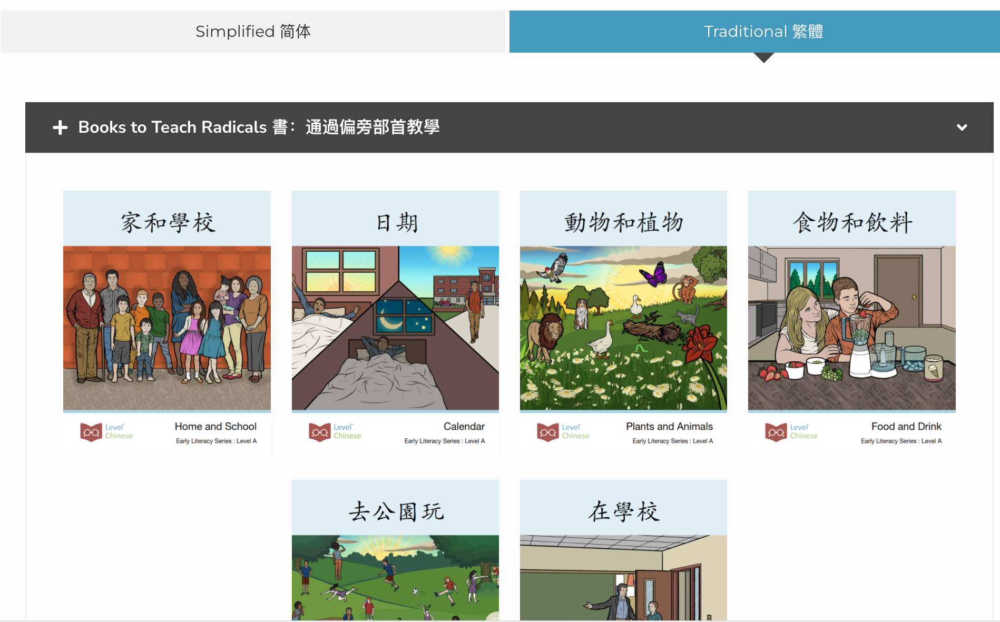 Simplified 简体
Traditional 繁體
Books to Teach Radicals 書：通過偏旁部首教學
家和學校
Level
Chinese
Home and School
Early Literacy Series : Level A
日期
Level
Chinese
Calendar
Early Literacy Series : Level A
動物和植物
Level
Chinese
Plants and Animals
Early Literacy Series : Level A
食物和飲料
Level
Chinese
Food and Drink
Early Literacy Series : Level A
去公園玩
在學校